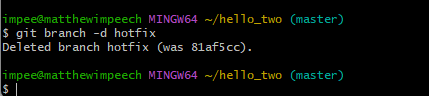 impee@matthewimpeech MINGW64 ~/hello_two (master)
$ git branch -d hotfix
Deleted branch hotfix (was 81af5cc).
impee@matthewimpeech MINGW64 ~/hello_two (master)
$